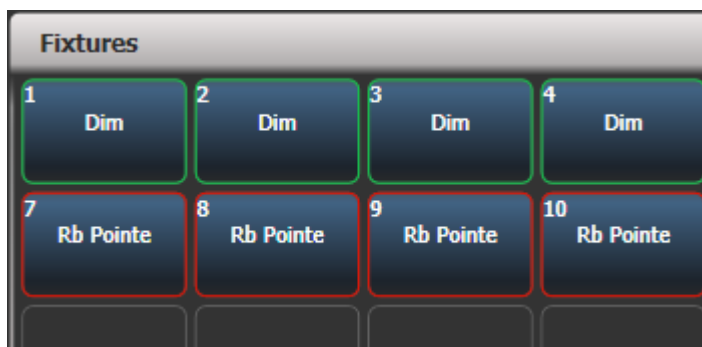 Fixtures
1 2 3 4
Dim Dim Dim Dim
7 8 9 10
Rb Pointe Rb Pointe Rb Pointe Rb Pointe